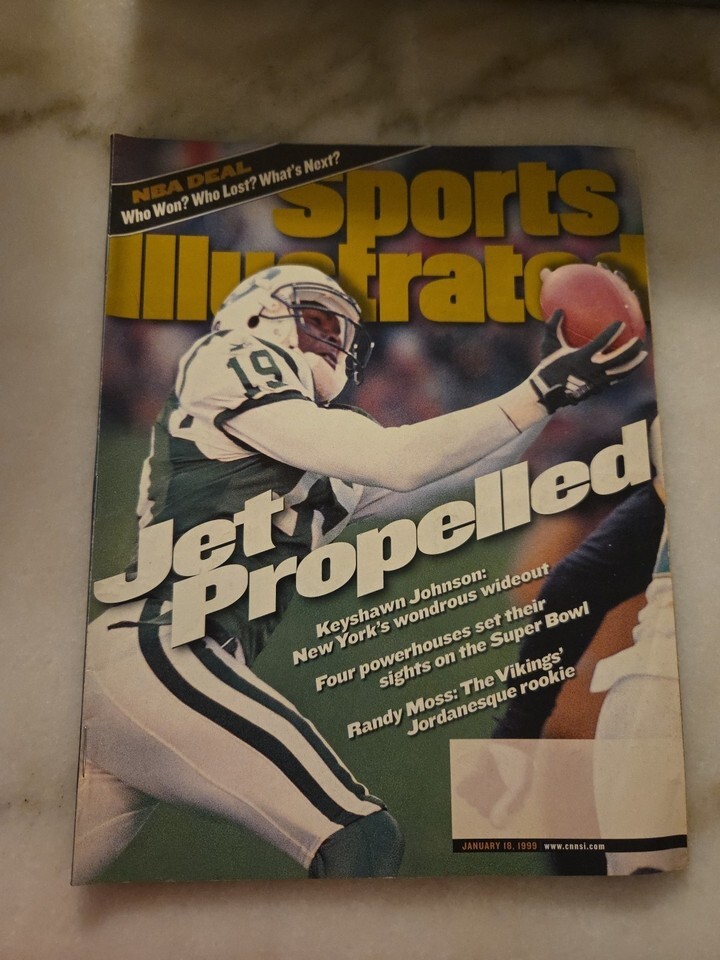 NBA DEAL
Who Won? Who Lost? What's Next?
Sports
Illustrated
19
Jet
Propelled
Keyshawn Johnson:
New York's wondrous wideout
Four powerhouses set their
sights on the Super Bowl
Randy Moss: The Vikings'
Jordanesque rookie
JANUARY 18, 1999 www.cnnsi.com